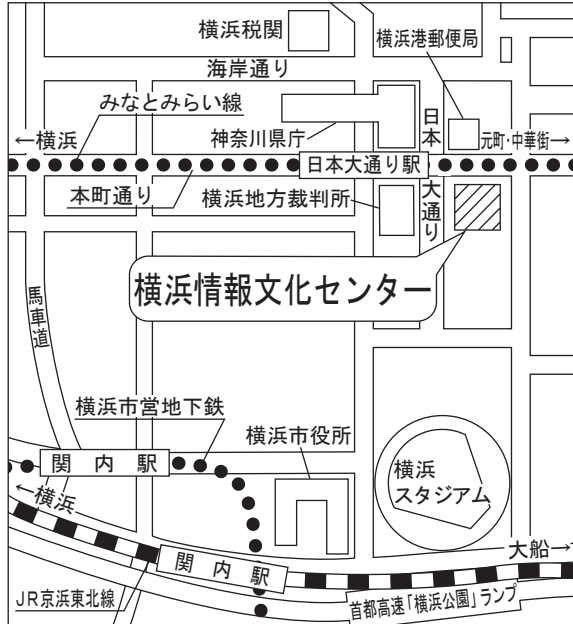 横浜税関
横浜港郵便局
海岸通り
みなとみらい線
←横浜
神奈川県庁
日本大通り
元町・中華街→
日本大通り駅
本町通り
横浜地方裁判所
横浜情報文化センター
馬車道
横浜市営地下鉄
横浜市役所
関内駅
横浜
スタジアム
←横浜
大船→
関内駅
JR京浜東北線
首都高速「横浜公園」ランプ